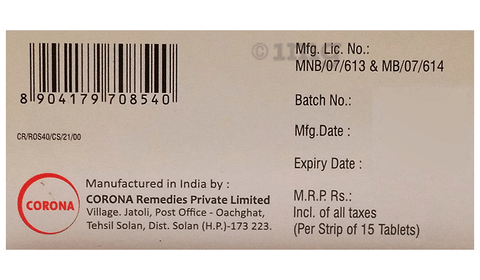 8 904179 708540
CR/ROS40/CS/21/00
CORONA
Manufactured in India by :
CORONA Remedies Private Limited
Village. Jatoli, Post Office - Oachghat,
Tehsil Solan, Dist. Solan (H.P.)-173 223.
Mfg. Lic. No.:
MNB/07/613 & MB/07/614
Batch No.:
Mfg.Date :
Expiry Date :
M.R.P. Rs.:
Incl. of all taxes
(Per Strip of 15 Tablets)